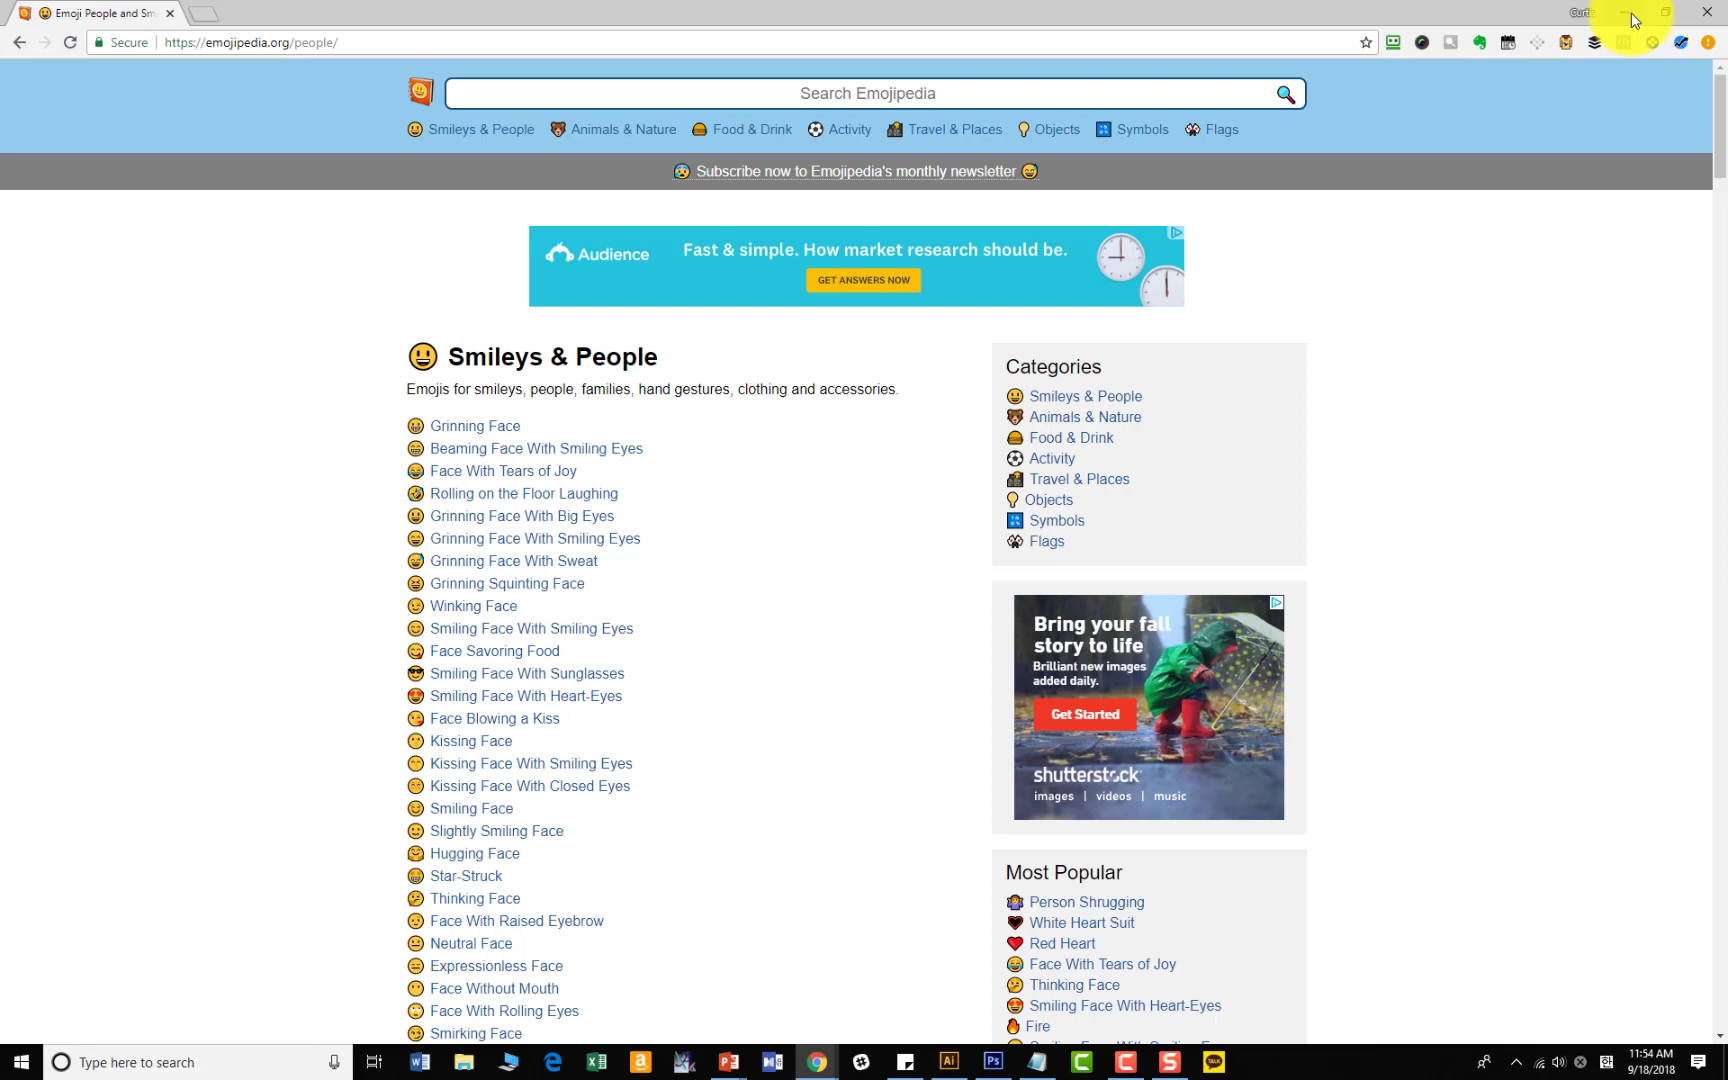 Emoji People and Sm
Curtis
Secure
https://emojipedia.org/people/
Search Emojipedia
Smileys & People
Animals & Nature
Food & Drink
Activity
Travel & Places
Objects
Symbols
Flags
Subscribe now to Emojipedia's monthly newsletter
Audience
Fast & simple. How market research should be.
GET ANSWERS NOW
Smileys & People
Emojis for smileys, people, families, hand gestures, clothing and accessories.
Grinning Face
Beaming Face With Smiling Eyes
Face With Tears of Joy
Rolling on the Floor Laughing
Grinning Face With Big Eyes
Grinning Face With Smiling Eyes
Grinning Face With Sweat
Grinning Squinting Face
Winking Face
Smiling Face With Smiling Eyes
Face Savoring Food
Smiling Face With Sunglasses
Smiling Face With Heart-Eyes
Face Blowing a Kiss
Kissing Face
Kissing Face With Smiling Eyes
Kissing Face With Closed Eyes
Smiling Face
Slightly Smiling Face
Hugging Face
Star-Struck
Thinking Face
Face With Raised Eyebrow
Neutral Face
Expressionless Face
Face Without Mouth
Face With Rolling Eyes
Smirking Face
Categories
Smileys & People
Animals & Nature
Food & Drink
Activity
Travel & Places
Objects
Symbols
Flags
Bring your fall
story to life
Brilliant new images
added daily.
Get Started
shutterstock
images | videos | music
Most Popular
Person Shrugging
White Heart Suit
Red Heart
Face With Tears of Joy
Thinking Face
Smiling Face With Heart-Eyes
Fire
Type here to search
11:54 AM
9/18/2018